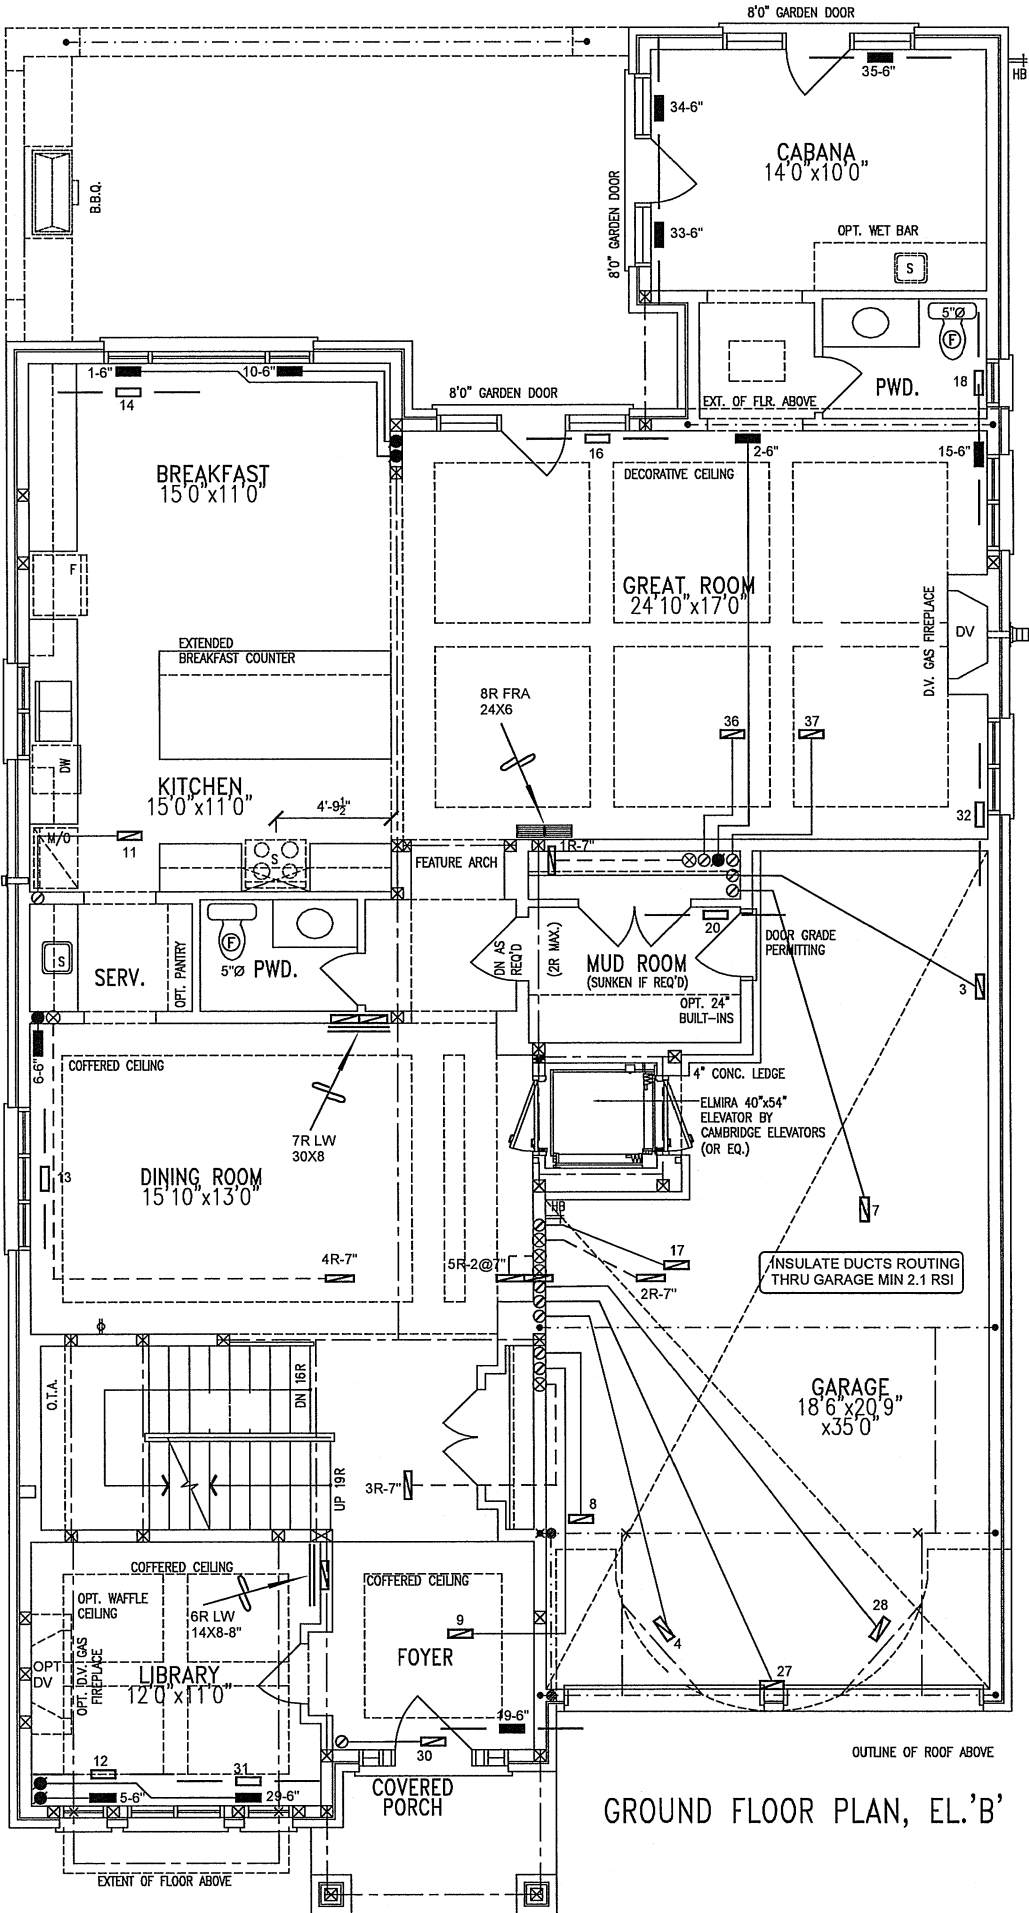 8'0" GARDEN DOOR
35-6"
HB
34-6"
CABANA
14'0"x10'0"
B.B.Q.
8'0" GARDEN DOOR
33-6"
OPT. WET BAR
S
5"Ø
F
1-6"
10-6"
14
8'0" GARDEN DOOR
EXT. OF FLR. ABOVE
PWD.
18
16
2-6"
15-6"
DECORATIVE CEILING
BREAKFAST
15'0"x11'0"
F
GREAT ROOM
24'10"x17'0"
D.V. GAS FIREPLACE
DV
EXTENDED
BREAKFAST COUNTER
8R FRA
24X6
36
37
DW
KITCHEN
15'0"x11'0"
4'-9½"
32
M/O
11
S
FEATURE ARCH
1R-7"
20
DOOR GRADE
PERMITTING
F
5"Ø
PWD.
S
SERV.
OPT. PANTRY
DN AS
REQ'D
(2R MAX.)
MUD ROOM
(SUNKEN IF REQ'D)
3
OPT. 24"
BUILT-INS
6-6"
COFFERED CEILING
4" CONC. LEDGE
ELMIRA 40"x54"
ELEVATOR BY
CAMBRIDGE ELEVATORS
(OR EQ.)
7R LW
30X8
13
DINING ROOM
15'10"x13'0"
HB
7
4R-7"
5R-2@7"
17
2R-7"
INSULATE DUCTS ROUTING
THRU GARAGE MIN 2.1 RSI
O.T.A.
DN 16R
GARAGE
18'6"x20'9"
x35'0"
UP 19R
3R-7"
8
COFFERED CEILING
COFFERED CEILING
OPT. WAFFLE
CEILING
6R LW
14X8-8"
9
4
28
FOYER
OPT
DV
OPT. D.V. GAS
FIREPLACE
LIBRARY
12'0"x11'0"
27
19-6"
30
12
31
5-6"
29-6"
COVERED
PORCH
OUTLINE OF ROOF ABOVE
GROUND FLOOR PLAN, EL.'B'
EXTENT OF FLOOR ABOVE